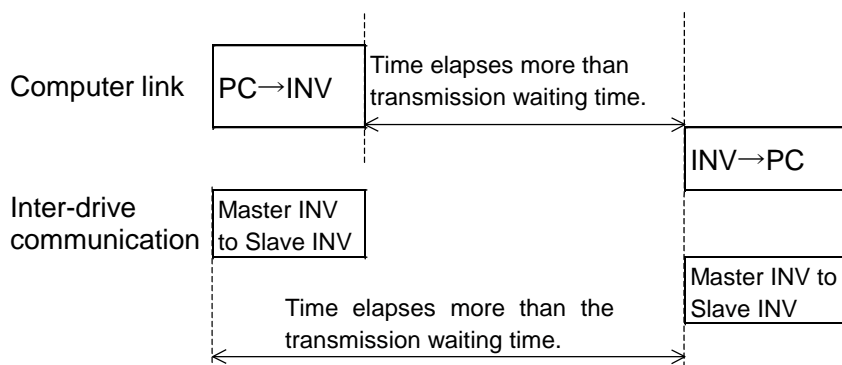 Computer link
PC→INV
Time elapses more than
transmission waiting time.
INV→PC
Inter-drive
communication
Master INV
to Slave INV
Master INV to
Slave INV
Time elapses more than the
transmission waiting time.